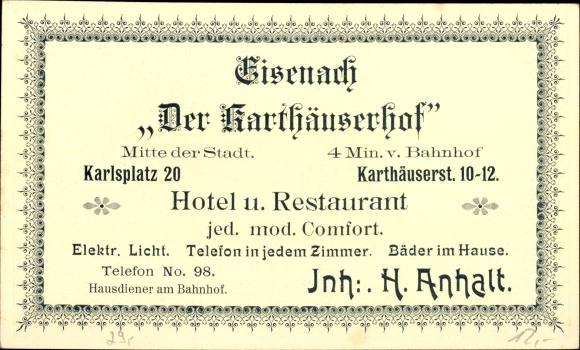 Eisenach
„Der Karthäuserhof"
Mitte der Stadt. 4 Min. v. Bahnhof
Karlsplatz 20 Karthäuserst. 10-12.
Hotel u. Restaurant
jed. mod. Comfort.
Elektr. Licht. Telefon in jedem Zimmer. Bäder im Hause.
Telefon No. 98.
Hausdiener am Bahnhof.
Jnh: H. Anhalt.